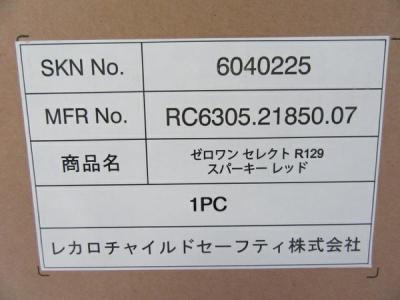 SKN No. 6040225
MFR No. RC6305.21850.07
商品名 ゼロワン セレクト R129
スパーキー レッド
1PC
レカロチャイルドセーフティ株式会社